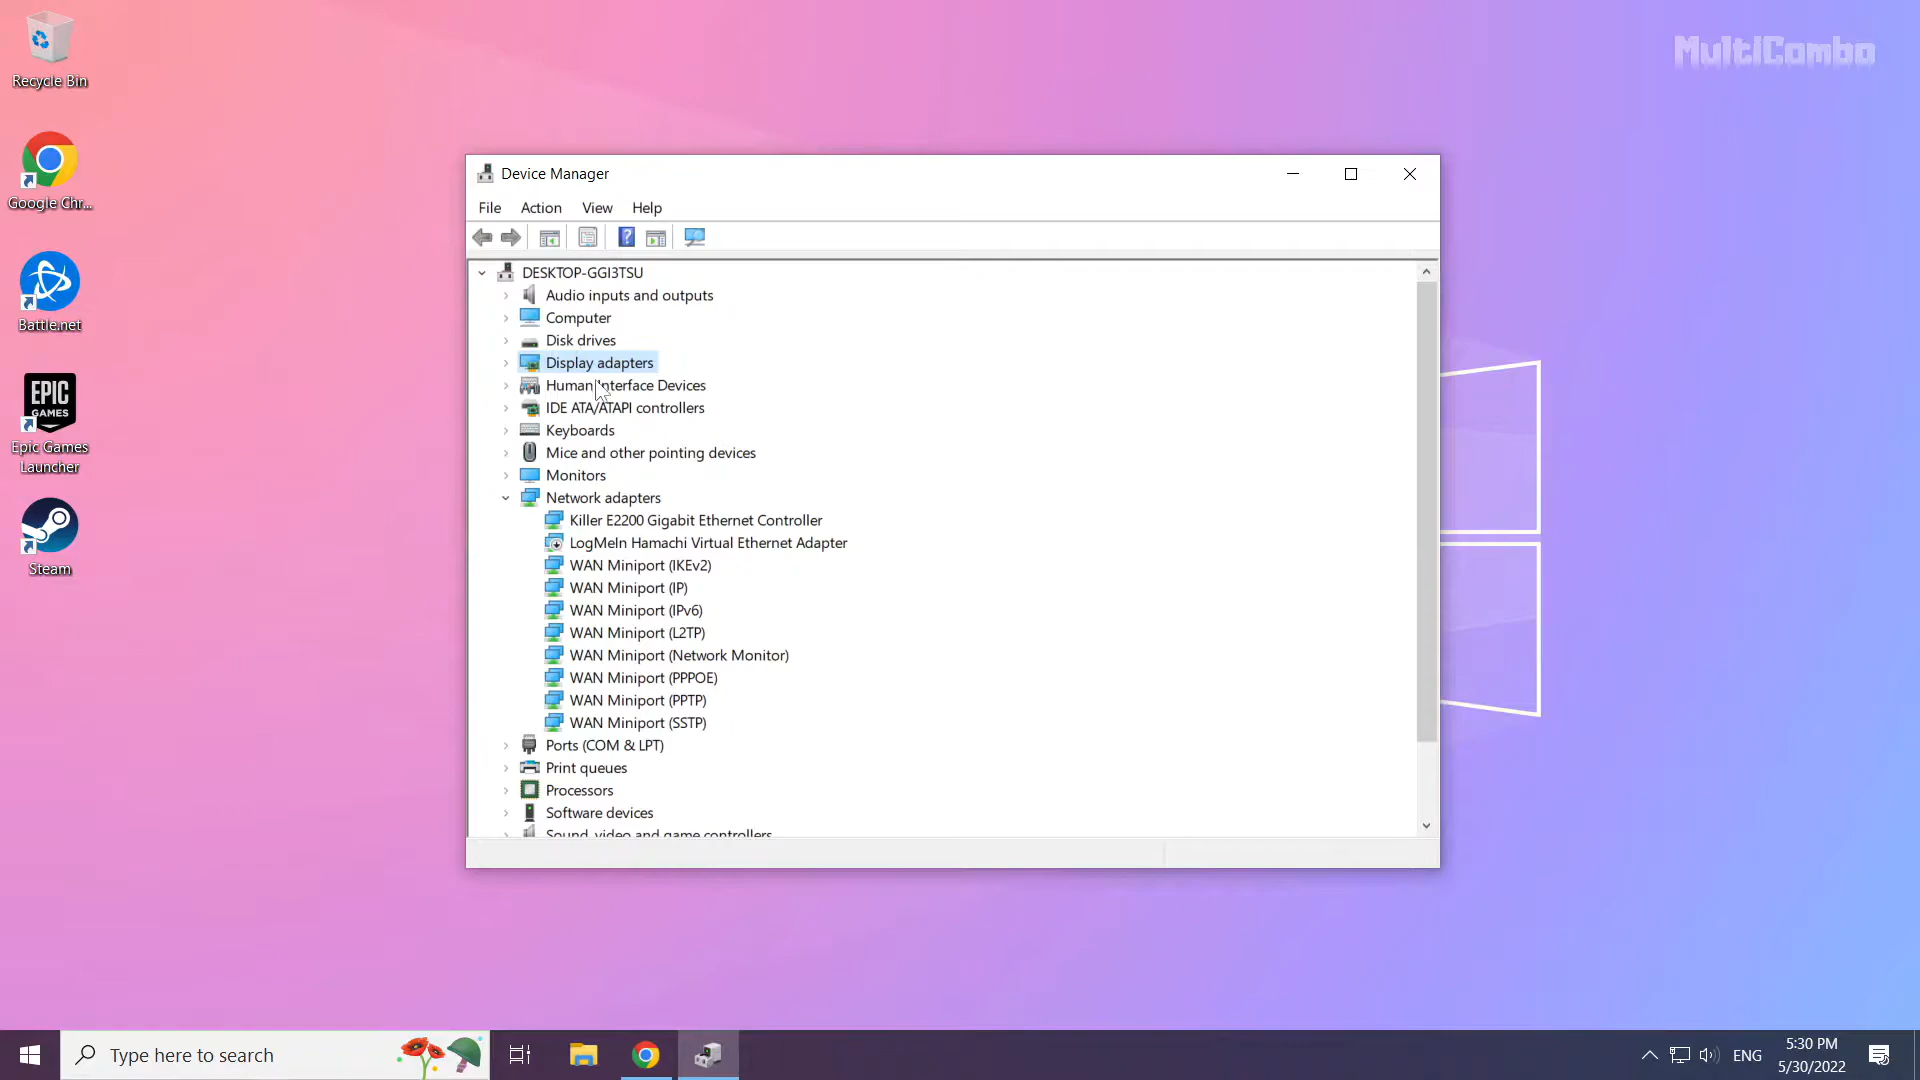 MultiCombo
Recycle Bin
Google Chr...
Battle.net
EPIC
GAMES
Epic Games
Launcher
Steam
Device Manager
File Action View Help
DESKTOP-GGI3TSU
Audio inputs and outputs
Computer
Disk drives
Display adapters
Human Interface Devices
IDE ATA/ATAPI controllers
Keyboards
Mice and other pointing devices
Monitors
Network adapters
Killer E2200 Gigabit Ethernet Controller
LogMeIn Hamachi Virtual Ethernet Adapter
WAN Miniport (IKEv2)
WAN Miniport (IP)
WAN Miniport (IPv6)
WAN Miniport (L2TP)
WAN Miniport (Network Monitor)
WAN Miniport (PPPOE)
WAN Miniport (PPTP)
WAN Miniport (SSTP)
Ports (COM & LPT)
Print queues
Processors
Software devices
Sound, video and game controllers
Type here to search
ENG
5:30 PM
5/30/2022